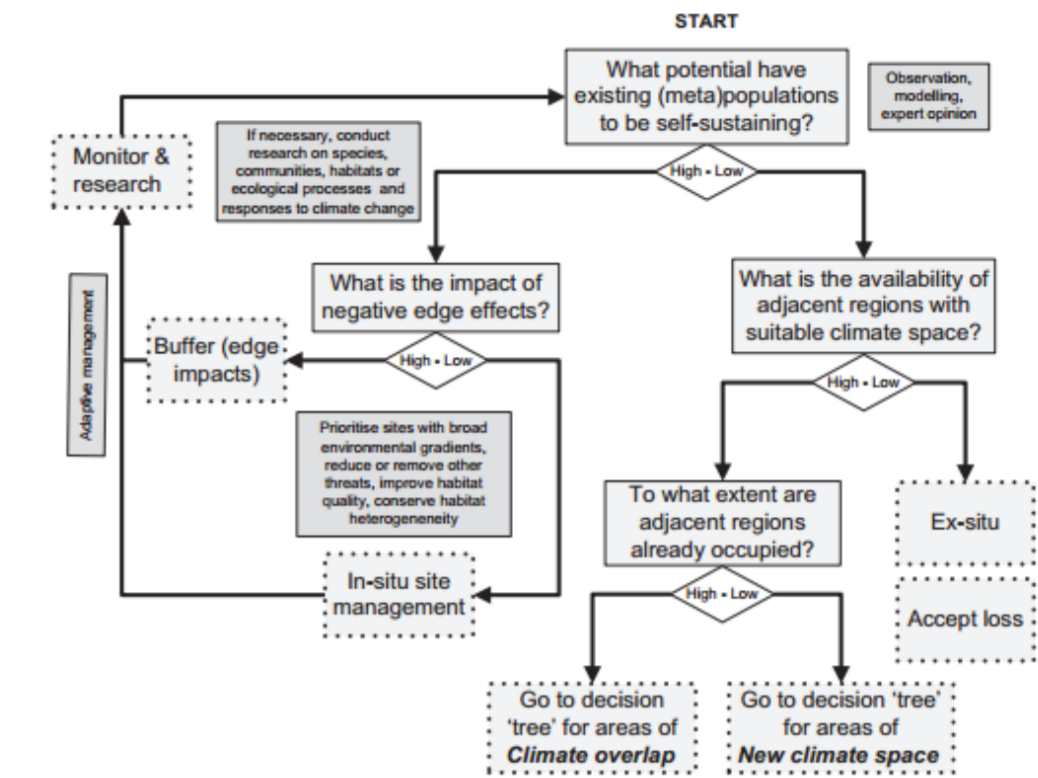 START
What potential have
existing (meta)populations
to be self-sustaining?
Observation,
modelling,
expert opinion
If necessary, conduct
research on species,
communities, habitats or
ecological processes and
responses to climate change
Monitor &
research
High - Low
What is the impact of
negative edge effects?
What is the availability of
adjacent regions with
suitable climate space?
Adaptive management
Buffer (edge
impacts)
High - Low
High - Low
Prioritise sites with broad
environmental gradients,
reduce or remove other
threats, improve habitat
quality, conserve habitat
heterogeneneity
To what extent are
adjacent regions
already occupied?
Ex-situ
In-situ site
management
High - Low
Accept loss
Go to decision
'tree' for areas of
Climate overlap
Go to decision 'tree'
for areas of
New climate space